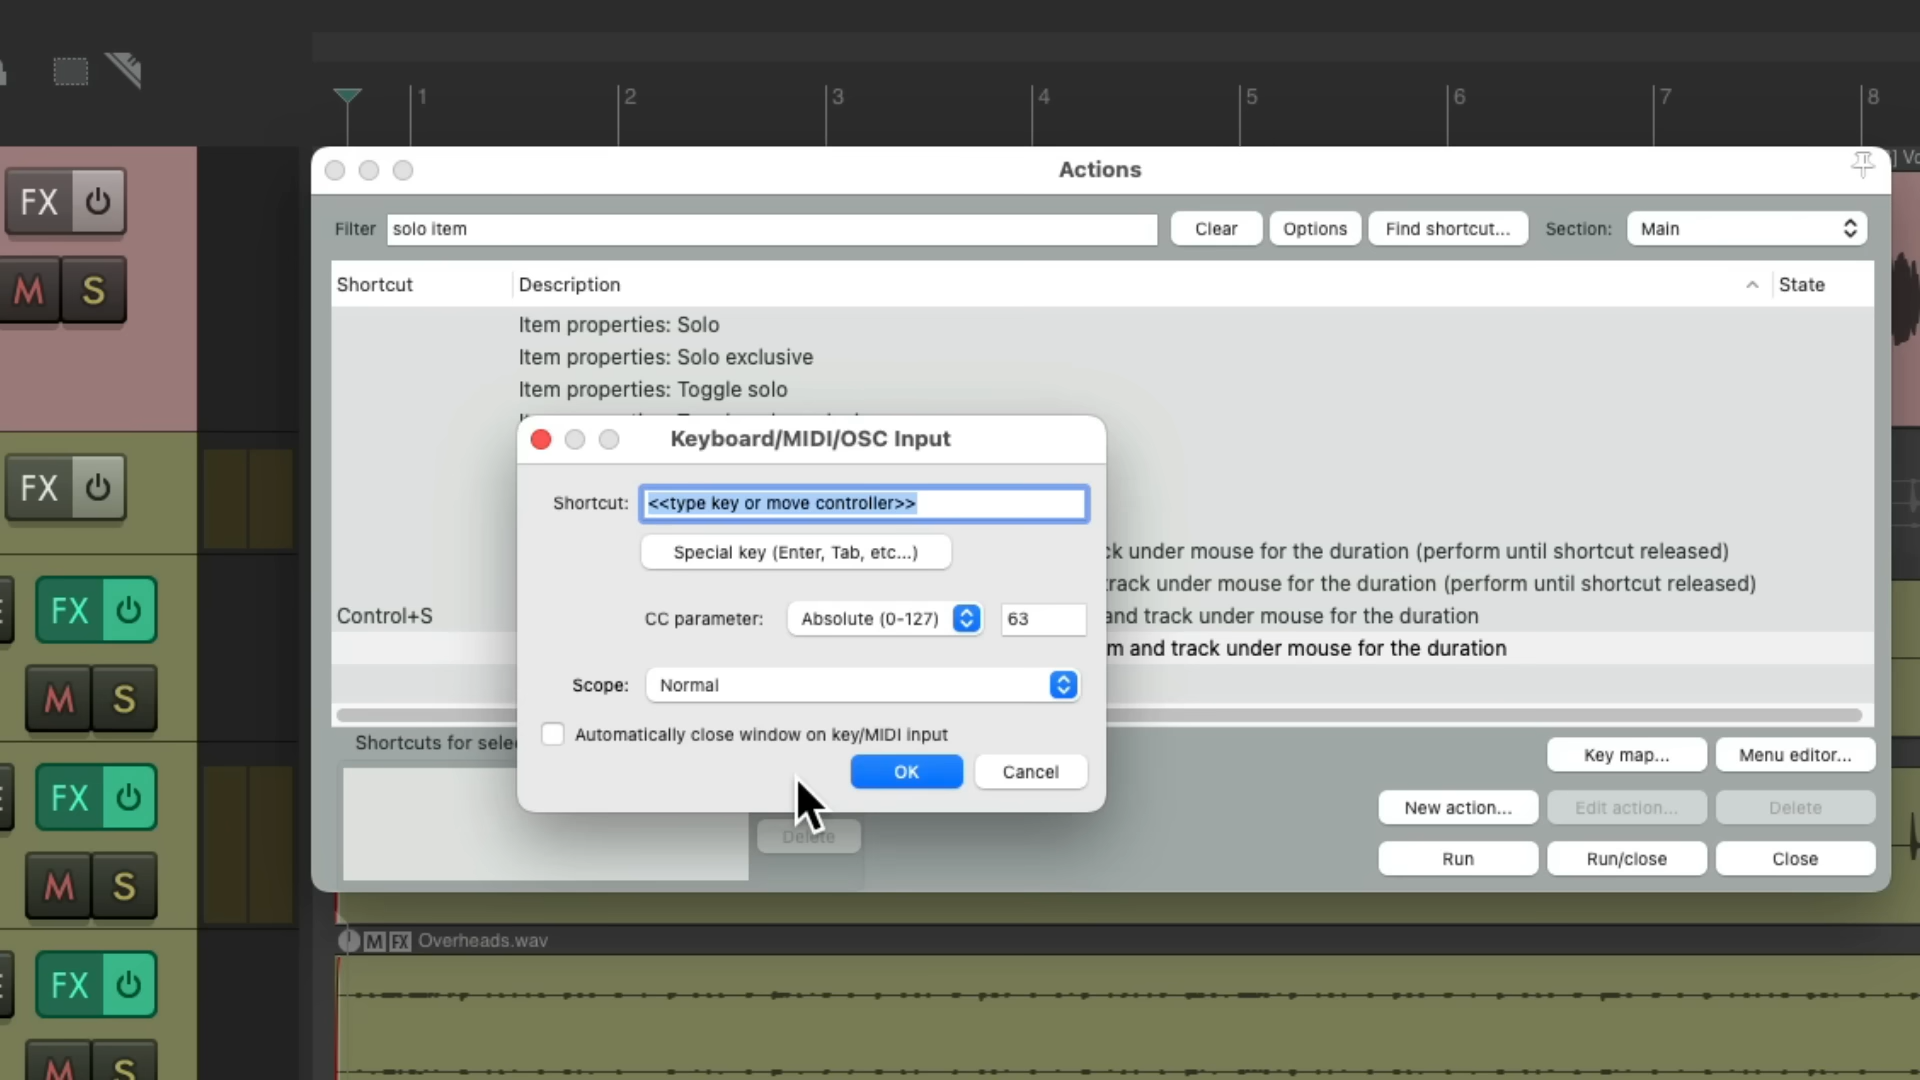 1 2 3 4 5 6 7 8
Actions
FX
M S
Filter solo item Clear Options Find shortcut... Section: Main
Shortcut Description State
Item properties: Solo
Item properties: Solo exclusive
Item properties: Toggle solo
Keyboard/MIDI/OSC Input
FX
Shortcut: <<type key or move controller>>
Special key (Enter, Tab, etc...)
ck under mouse for the duration (perform until shortcut released)
track under mouse for the duration (perform until shortcut released)
FX
Control+S
and track under mouse for the duration
CC parameter: Absolute (0-127) 63
m and track under mouse for the duration
Scope: Normal
M S
Automatically close window on key/MIDI input
Shortcuts for sele
Key map... Menu editor...
OK Cancel
FX
New action... Edit action... Delete
Delete
Run Run/close Close
M S
M FX Overheads.wav
FX
M S